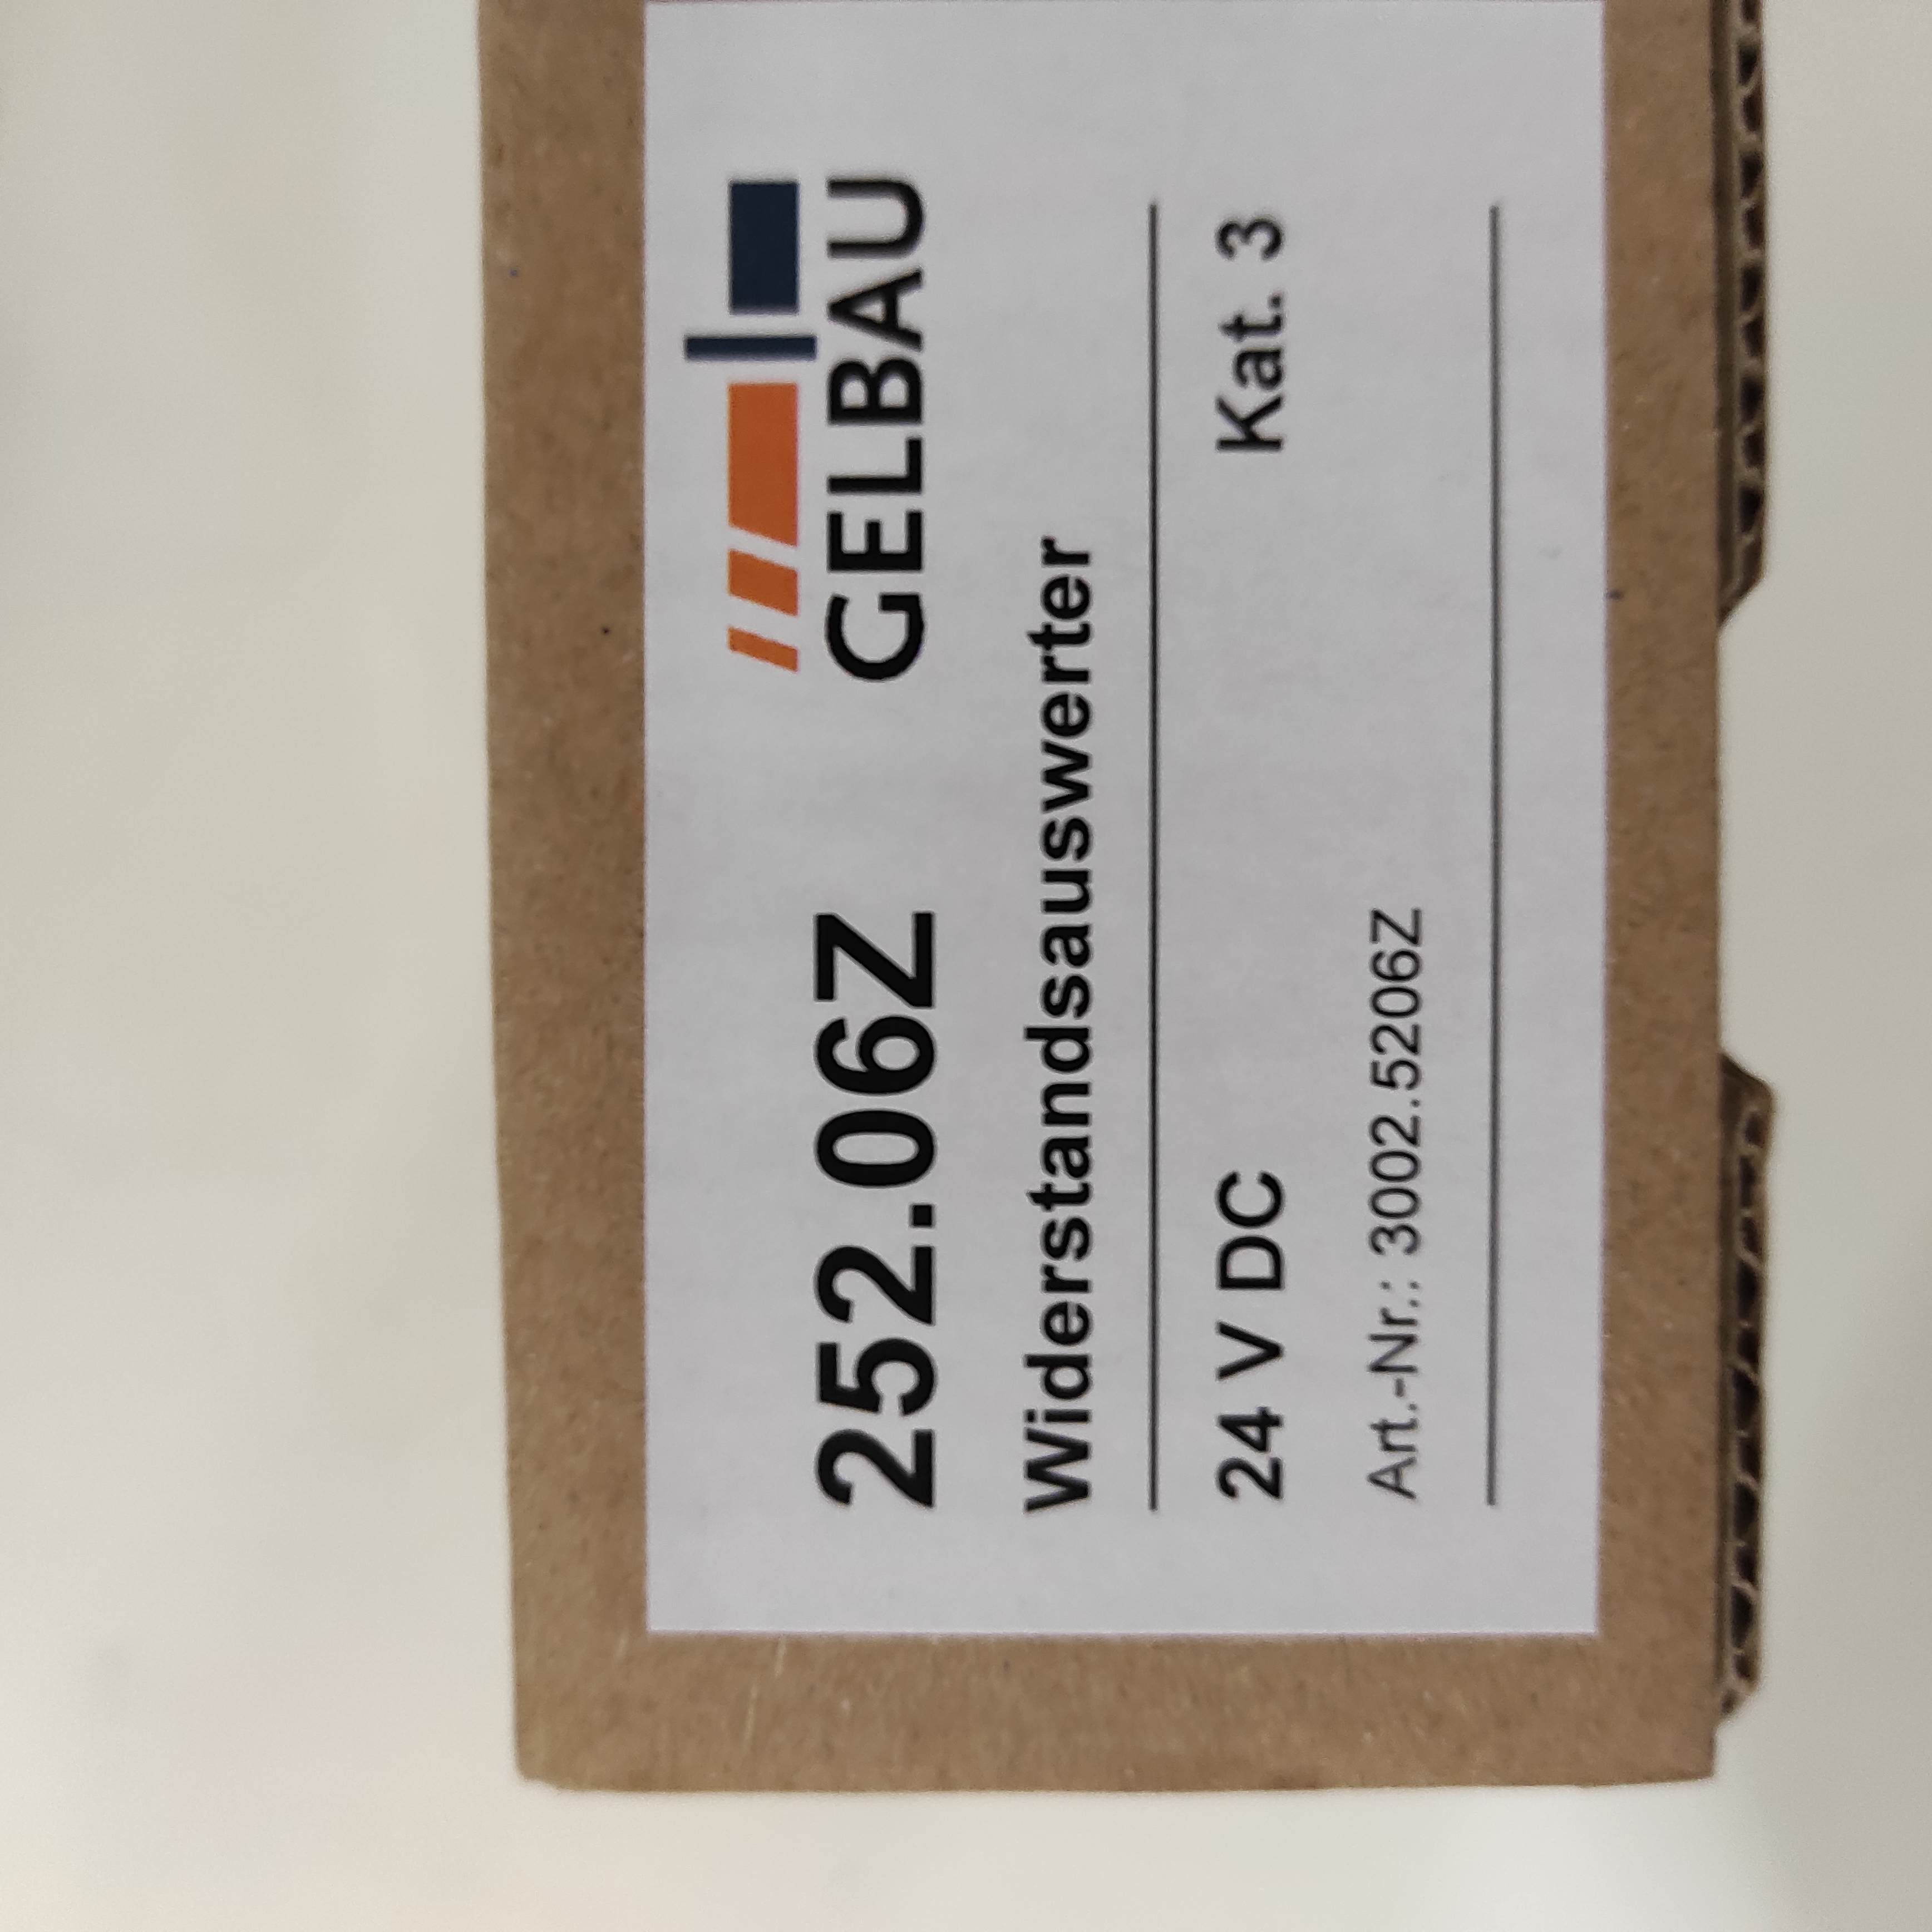 GELBAU
252.06Z
Widerstandsauswerter
24 V DC Kat. 3
Art.-Nr.: 3002.5206Z